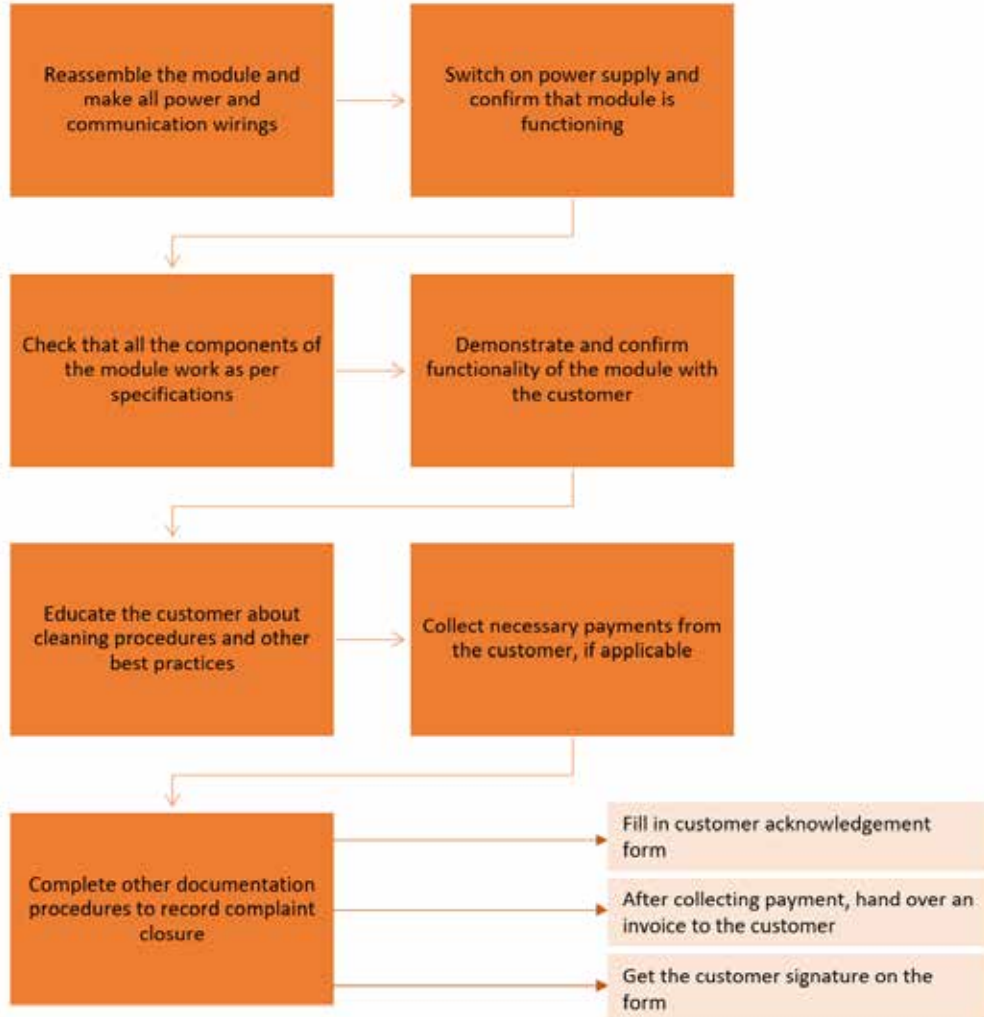 Reassemble the module and
make all power and
communication wirings
Switch on power supply and
confirm that module is
functioning
Check that all the components of
the module work as per
specifications
Demonstrate and confirm
functionality of the module with
the customer
Educate the customer about
cleaning procedures and other
best practices
Collect necessary payments from
the customer, if applicable
Complete other documentation
procedures to record complaint
closure
Fill in customer acknowledgement
form
After collecting payment, hand over an
invoice to the customer
Get the customer signature on the
form